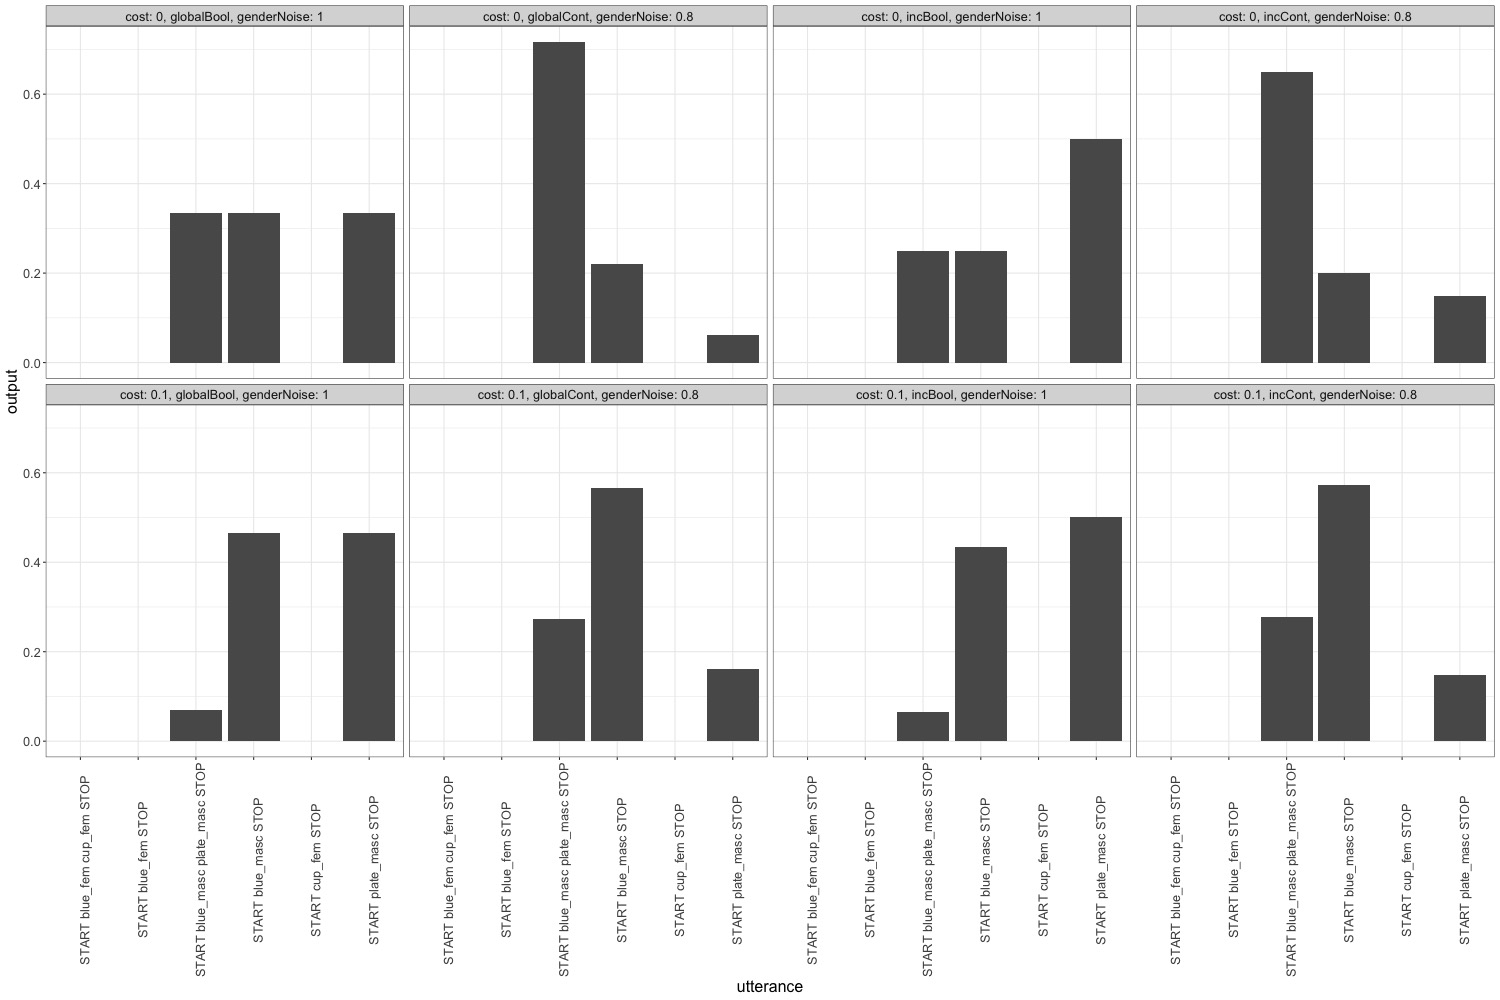 cost: 0, globalBool, genderNoise: 1
cost: 0, globalCont, genderNoise: 0.8
cost: 0, incBool, genderNoise: 1
cost: 0, incCont, genderNoise: 0.8
0.6
0.4
0.2
0.0
output
cost: 0.1, globalBool, genderNoise: 1
cost: 0.1, globalCont, genderNoise: 0.8
cost: 0.1, incBool, genderNoise: 1
cost: 0.1, incCont, genderNoise: 0.8
0.6
0.4
0.2
0.0
START blue_fem cup_fem STOP
START blue_fem STOP
START blue_masc plate_masc STOP
START blue_masc STOP
START cup_fem STOP
START plate_masc STOP
START blue_fem cup_fem STOP
START blue_fem STOP
START blue_masc plate_masc STOP
START blue_masc STOP
START cup_fem STOP
START plate_masc STOP
START blue_fem cup_fem STOP
START blue_fem STOP
START blue_masc plate_masc STOP
START blue_masc STOP
START cup_fem STOP
START plate_masc STOP
START blue_fem cup_fem STOP
START blue_fem STOP
START blue_masc plate_masc STOP
START blue_masc STOP
START cup_fem STOP
START plate_masc STOP
utterance